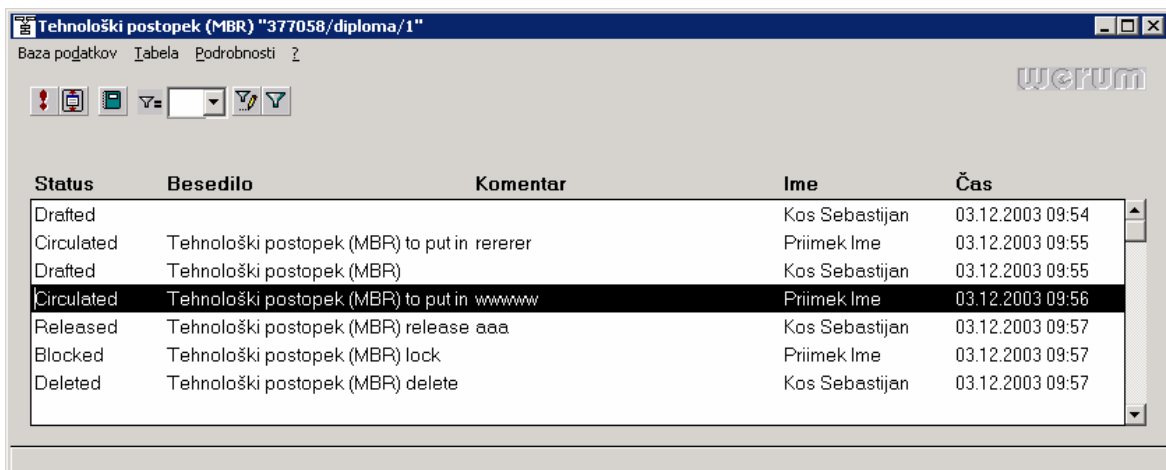 Tehnološki postopek (MBR) "377058/diploma/1"
Baza podatkov Tabela Podrobnosti ?
werum
Status Besedilo Komentar Ime Čas
Drafted Kos Sebastijan 03.12.2003 09:54
Circulated Tehnološki postopek (MBR) to put in rererer Priimek Ime 03.12.2003 09:55
Drafted Tehnološki postopek (MBR) Kos Sebastijan 03.12.2003 09:55
Circulated Tehnološki postopek (MBR) to put in wwwww Priimek Ime 03.12.2003 09:56
Released Tehnološki postopek (MBR) release aaa Kos Sebastijan 03.12.2003 09:57
Blocked Tehnološki postopek (MBR) lock Priimek Ime 03.12.2003 09:57
Deleted Tehnološki postopek (MBR) delete Kos Sebastijan 03.12.2003 09:57